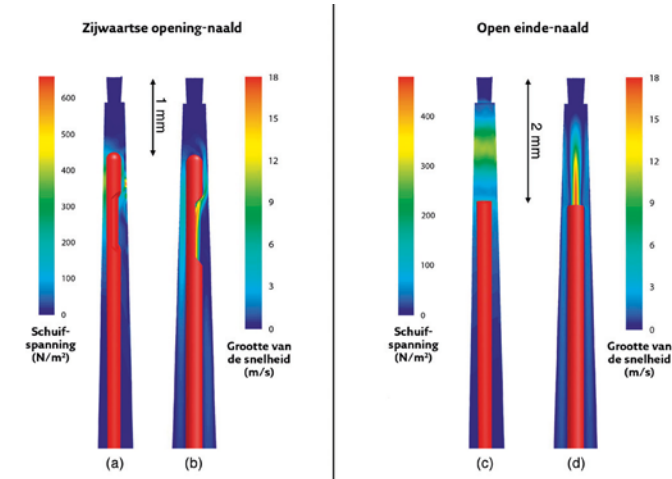 Zijwaartse opening-naald
600
500
400
300
200
100
0
Schuif-
spanning
(N/m²)
1 mm
18
15
12
9
6
3
0
Grootte van
de snelheid
(m/s)
(a)
(b)
Open einde-naald
400
300
200
100
0
Schuif-
spanning
(N/m²)
2 mm
18
15
12
9
6
3
0
Grootte van
de snelheid
(m/s)
(c)
(d)